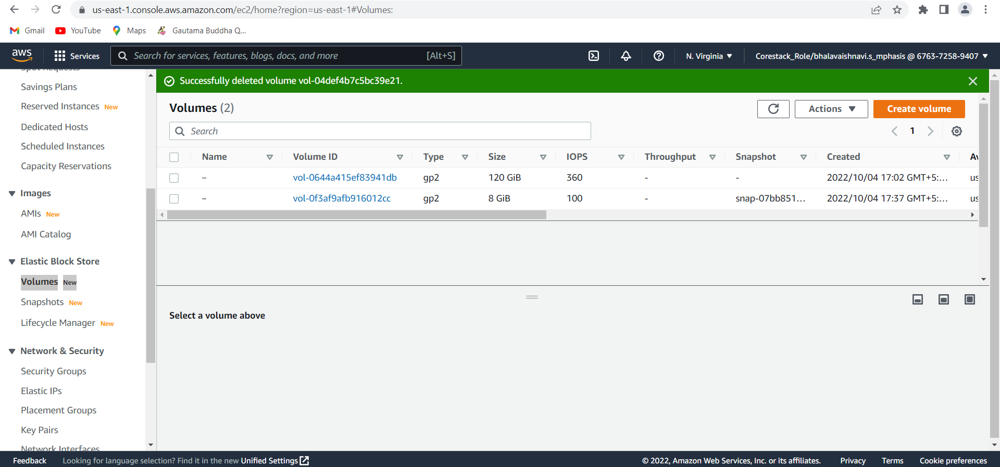 us-east-1.console.aws.amazon.com/ec2/home?region=us-east-1#Volumes:
Gmail YouTube Maps Gautama Buddha Q...
aws Services Search for services, features, blogs, docs, and more [Alt+S] N. Virginia Corestack_Role/bhalavaishnavi.s_mphasis @ 6763-7258-9407
Spot Requests
Savings Plans
Reserved Instances New
Dedicated Hosts
Scheduled Instances
Capacity Reservations
Images
AMIs New
AMI Catalog
Elastic Block Store
Volumes New
Snapshots New
Lifecycle Manager New
Network & Security
Security Groups
Elastic IPs
Placement Groups
Key Pairs
Network Interfaces
Successfully deleted volume vol-04def4b7c5bc39e21.
Volumes (2) Actions Create volume
Search 1
Name Volume ID Type Size IOPS Throughput Snapshot Created
– vol-0644a415ef83941db gp2 120 GiB 360 - - 2022/10/04 17:02 GMT+5:... us
– vol-0f3af9afb916012cc gp2 8 GiB 100 - snap-07bb851... 2022/10/04 17:37 GMT+5:... us
Select a volume above
Feedback Looking for language selection? Find it in the new Unified Settings © 2022, Amazon Web Services, Inc. or its affiliates. Privacy Terms Cookie preferences